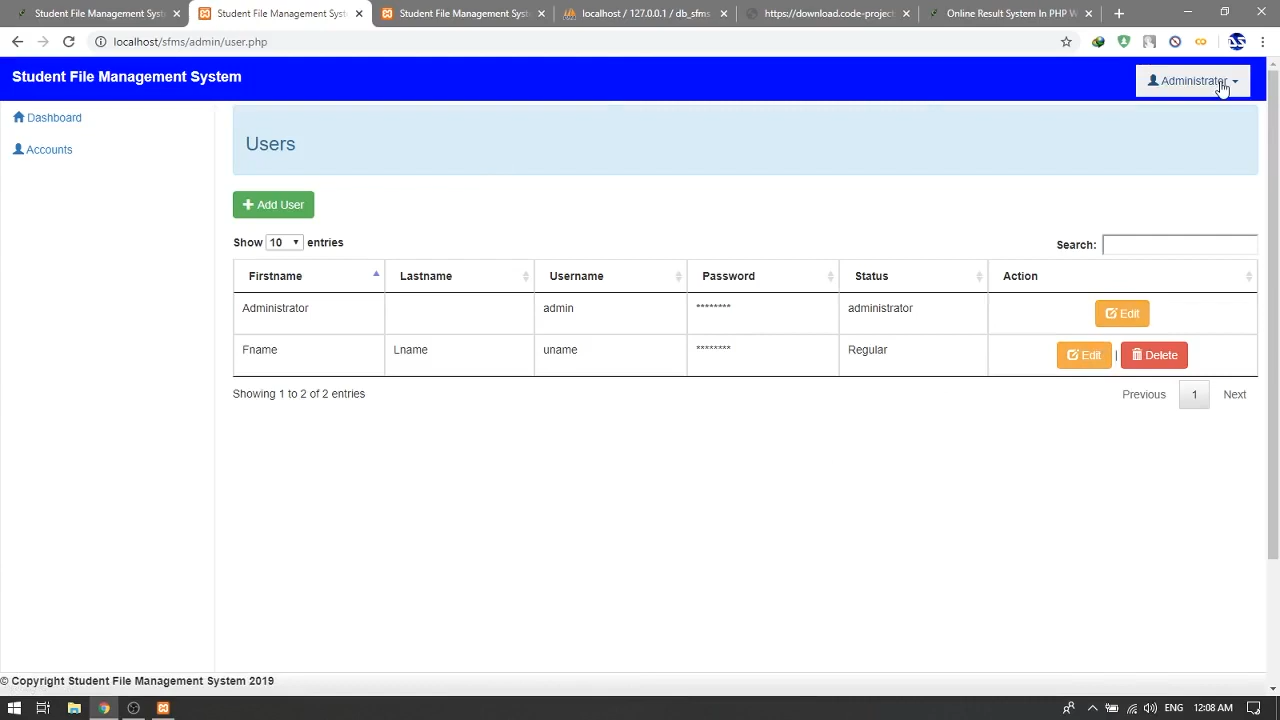 Student File Management Syst
Student File Management Syste
Student File Management Syste
localhost / 127.0.0.1 / db_sfms
https://download.code-project
Online Result System In PHP W
localhost/sfms/admin/user.php
Student File Management System
Administrator
Dashboard
Accounts
Users
Add User
Show 10 entries
Search:
Firstname Lastname Username Password Status Action
Administrator admin ******** administrator Edit
Fname Lname uname ******** Regular Edit | Delete
Showing 1 to 2 of 2 entries
Previous 1 Next
© Copyright Student File Management System 2019
ENG 12:08 AM